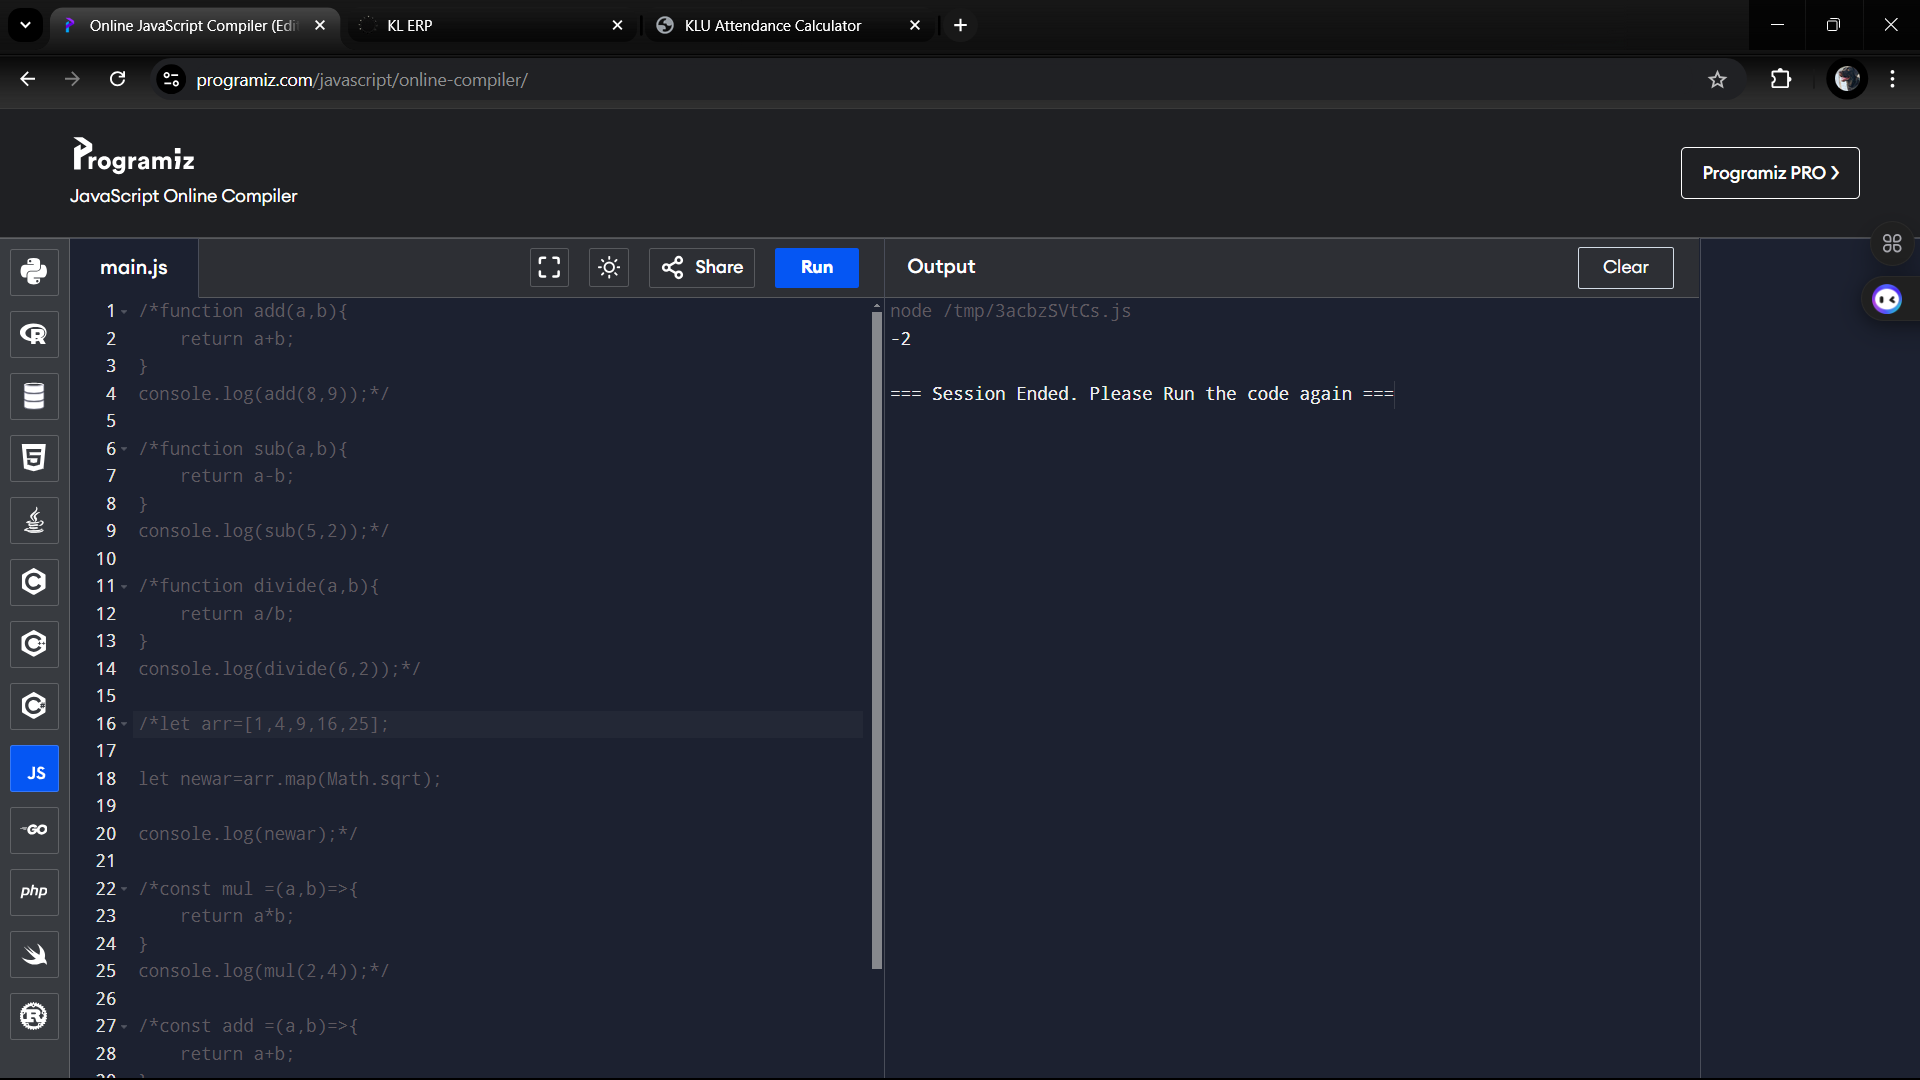 Online JavaScript Compiler (Edi
KL ERP
KLU Attendance Calculator
programiz.com/javascript/online-compiler/
Programiz
JavaScript Online Compiler
Programiz PRO ❯
main.js
Share
Run
Output
Clear
1 /*function add(a,b){
2     return a+b;
3 }
4 console.log(add(8,9));*/
5
6 /*function sub(a,b){
7     return a-b;
8 }
9 console.log(sub(5,2));*/
10
11 /*function divide(a,b){
12     return a/b;
13 }
14 console.log(divide(6,2));*/
15
16 /*let arr=[1,4,9,16,25];
17
18 let newar=arr.map(Math.sqrt);
19
20 console.log(newar);*/
21
22 /*const mul =(a,b)=>{
23     return a*b;
24 }
25 console.log(mul(2,4));*/
26
27 /*const add =(a,b)=>{
28     return a+b;
node /tmp/3acbzSVtCs.js
-2
=== Session Ended. Please Run the code again ===
JS
GO
php